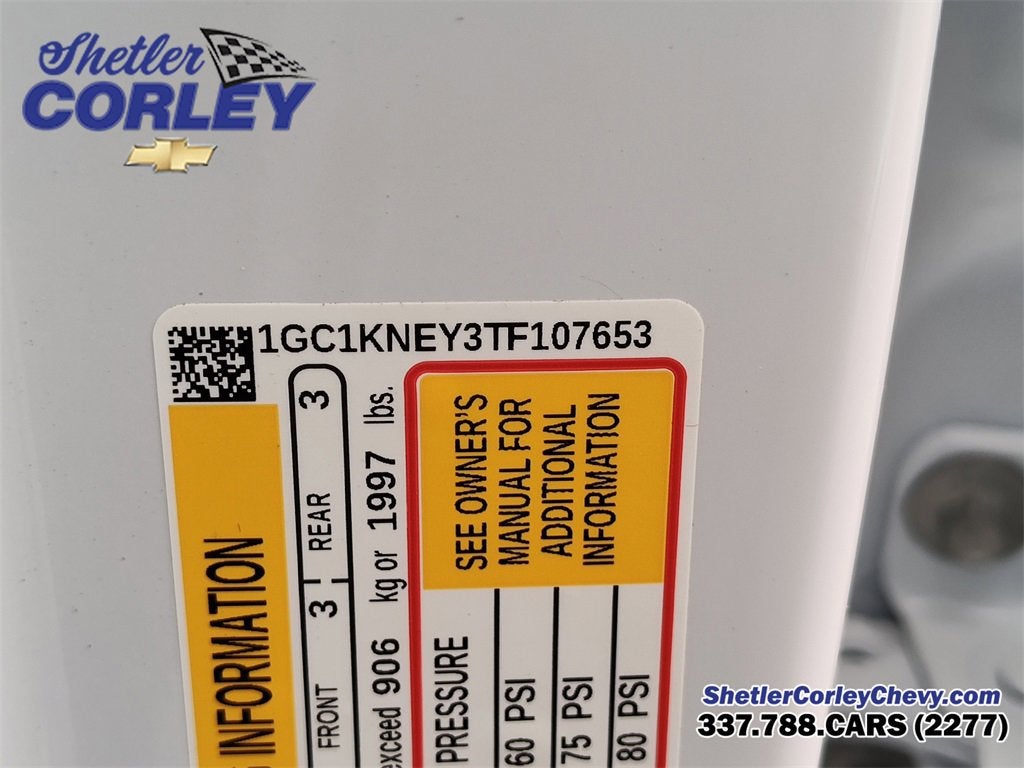 Shetler
CORLEY
1GC1KNEY3TF107653
INFORMATION
FRONT 3 REAR 3
exceed 906 kg or 1997 lbs.
PRESSURE
60 PSI
75 PSI
80 PSI
SEE OWNER'S
MANUAL FOR
ADDITIONAL
INFORMATION
ShetlerCorleyChevy.com
337.788.CARS (2277)